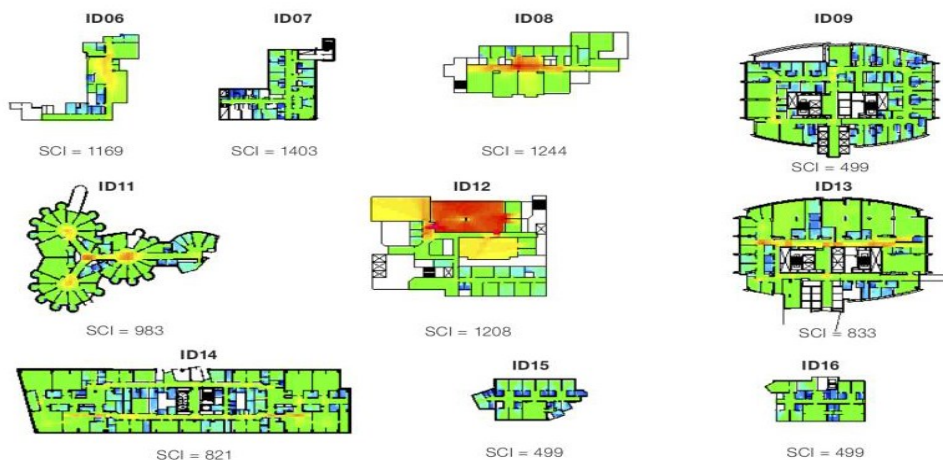 ID06 ID07 ID08 ID09
SCI = 1169 SCI = 1403 SCI = 1244 SCI = 499
ID11 ID12 ID13
SCI = 983 SCI = 1208 SCI = 833
ID14 ID15 ID16
SCI = 821 SCI = 499 SCI = 499